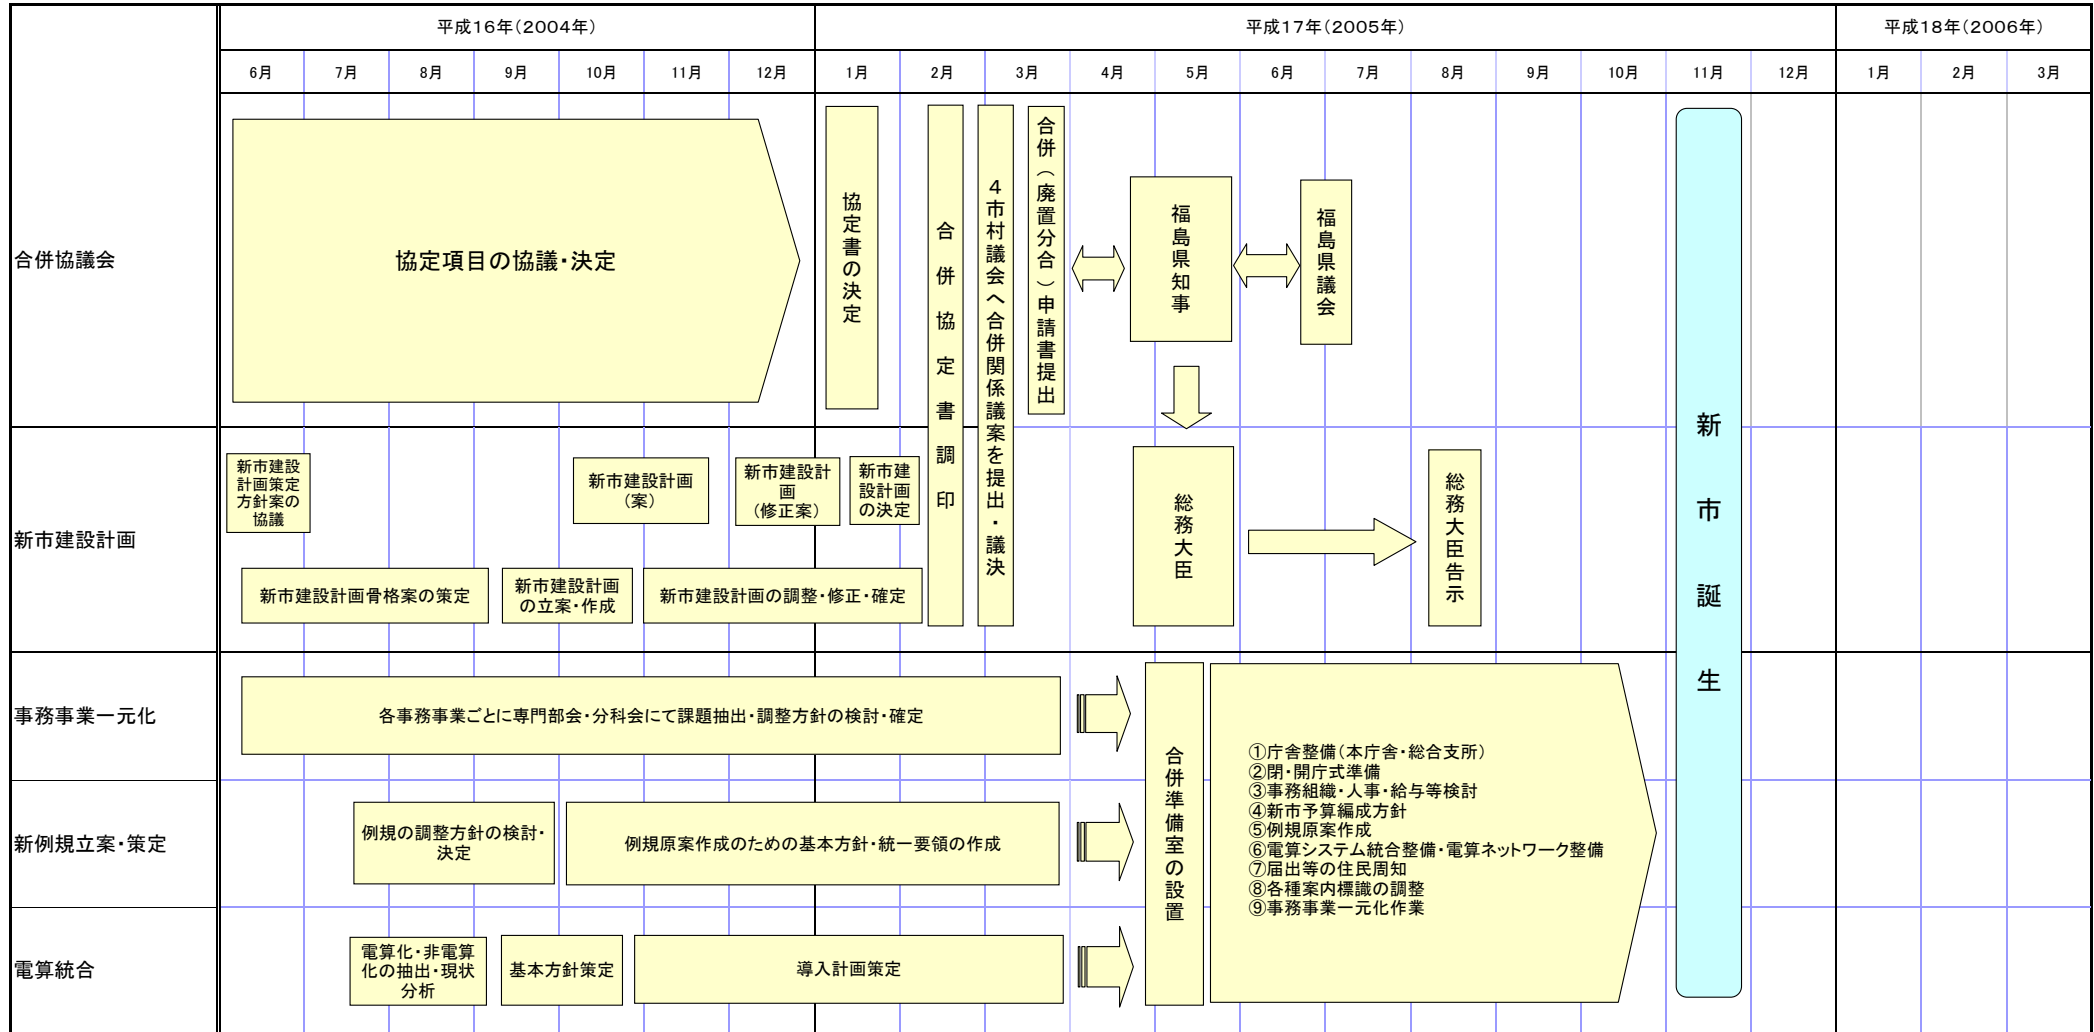 平成16年(2004年)
平成17年(2005年)
平成18年(2006年)
6月
7月
8月
9月
10月
11月
12月
1月
2月
3月
4月
5月
6月
7月
8月
9月
10月
11月
12月
1月
2月
3月
合併協議会
協定項目の協議・決定
協定書の決定
合併協定書調印
4市村議会へ合併関係議案を提出・議決
合併(廃置分合)申請書提出
福島県知事
福島県議会
新市誕生
新市建設計画
新市建設
計画策定
方針案の
協議
新市建設計画
(案)
新市建設計
画
(修正案)
新市建
設計画
の決定
総務大臣
総務大臣告示
新市建設計画骨格案の策定
新市建設計画
の立案・作成
新市建設計画の調整・修正・確定
事務事業一元化
各事務事業ごとに専門部会・分科会にて課題抽出・調整方針の検討・確定
合併準備室の設置
①庁舎整備(本庁舎・総合支所)
②閉・開庁式準備
③事務組織・人事・給与等検討
④新市予算編成方針
⑤例規原案作成
⑥電算システム統合整備・電算ネットワーク整備
⑦届出等の住民周知
⑧各種案内標識の調整
⑨事務事業一元化作業
新例規立案・策定
例規の調整方針の検討・
決定
例規原案作成のための基本方針・統一要領の作成
電算統合
電算化・非電算
化の抽出・現状
分析
基本方針策定
導入計画策定